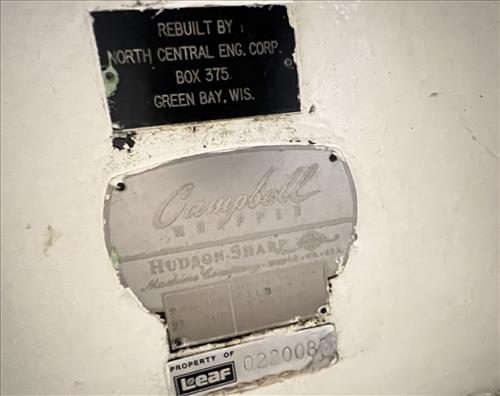 REBUILT BY
NORTH CENTRAL ENG. CORP.
BOX 375
GREEN BAY, WIS.
Campbell
WRAPPER
HUDSON-SHARP
Machine Company
PROPERTY OF
Leaf
022008